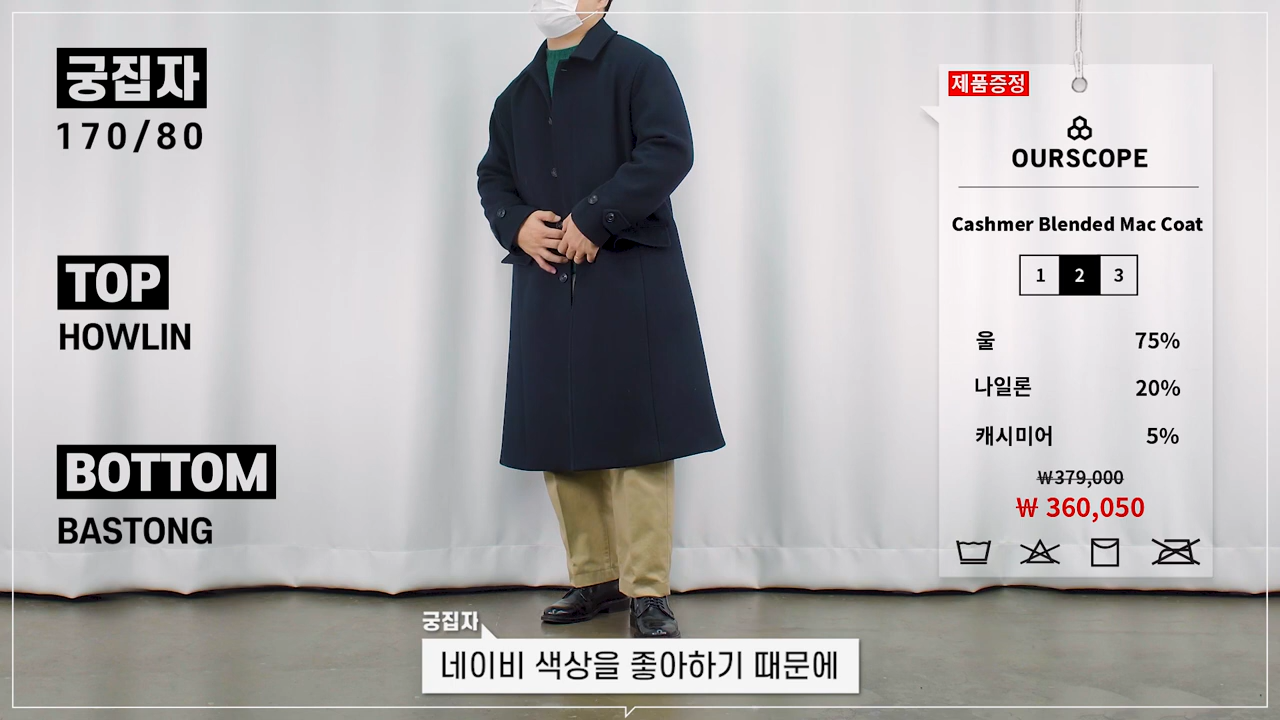 궁집자
170/80
TOP
HOWLIN
BOTTOM
BASTONG
제품증정
OURSCOPE
Cashmer Blended Mac Coat
1 2 3
울 75%
나일론 20%
캐시미어 5%
₩379,000
₩ 360,050
궁집자
네이비 색상을 좋아하기 때문에